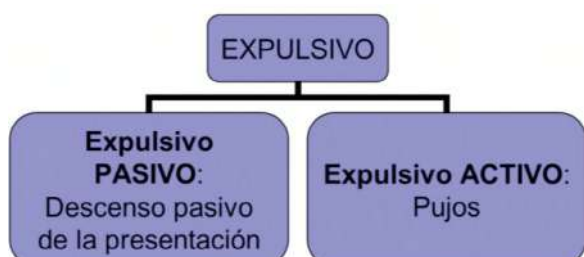 EXPULSIVO
Expulsivo
PASIVO:
Descenso pasivo
de la presentación
Expulsivo ACTIVO:
Pujos